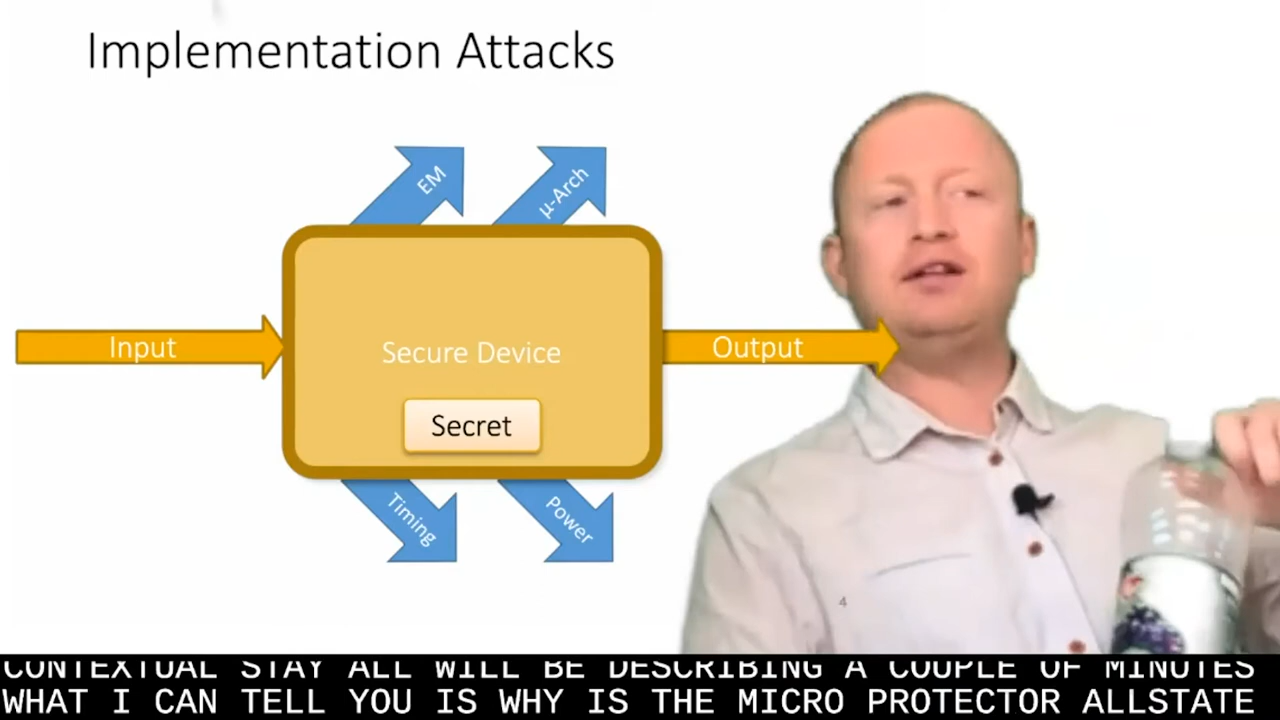 Implementation Attacks
EM
μ-Arch
Input
Secure Device
Output
Secret
Timing
Power
4
CONTEXTUAL STAY ALL WILL BE DESCRIBING A COUPLE OF MINUTES
WHAT I CAN TELL YOU IS WHY IS THE MICRO PROTECTOR ALLSTATE